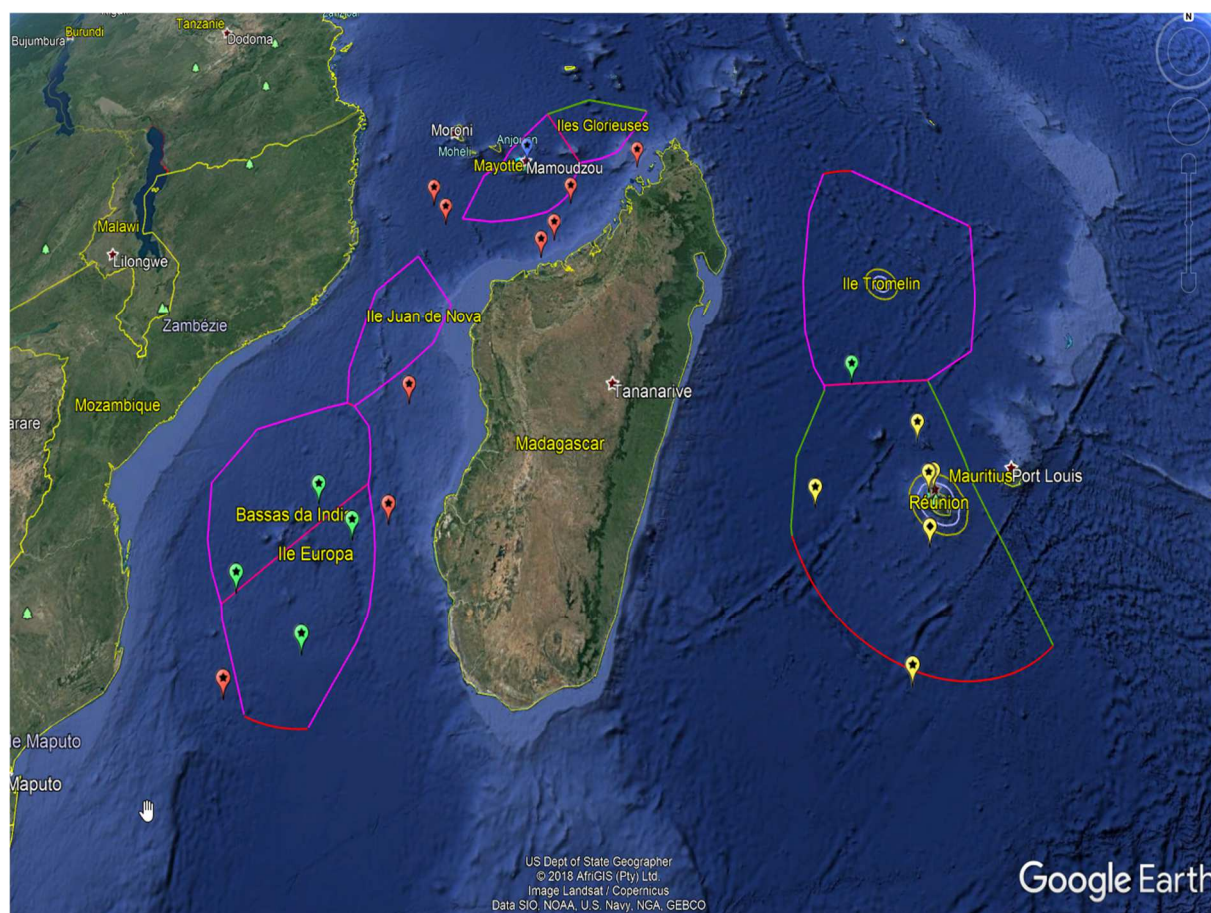 N
Tanzanie
Burundi
Bujumbura
Dodoma
Iles Glorieuses
Moroni
Anjouan
Moheli
Mayotte
Mamoudzou
Malawi
Lilongwe
Ile Tromelin
Ile Juan de Nova
Zambézie
Tananarive
Mozambique
arare
Madagascar
Mauritius
Port Louis
Réunion
Bassas da India
Ile Europa
de Maputo
Maputo
US Dept of State Geographer
© 2018 AfriGIS (Pty) Ltd.
Image Landsat / Copernicus
Data SIO, NOAA, U.S. Navy, NGA, GEBCO
Google Earth